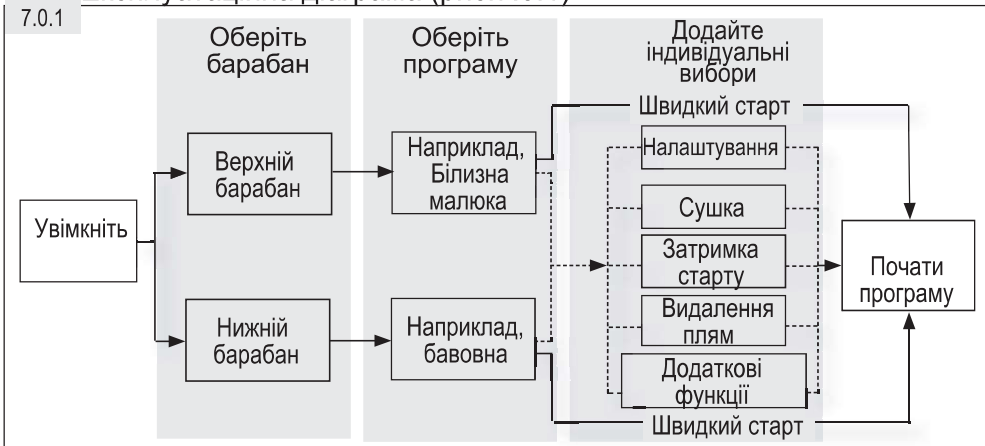 7.0.1
Оберіть
барабан
Оберіть
програму
Додайте
індивідуальні
вибори
Швидкий старт
Увімкніть
Верхній
барабан
Наприклад,
Білизна
малюка
Налаштування
Сушка
Затримка
старту
Видалення
плям
Додаткові
функції
Нижній
барабан
Наприклад,
бавовна
Почати
програму
Швидкий старт